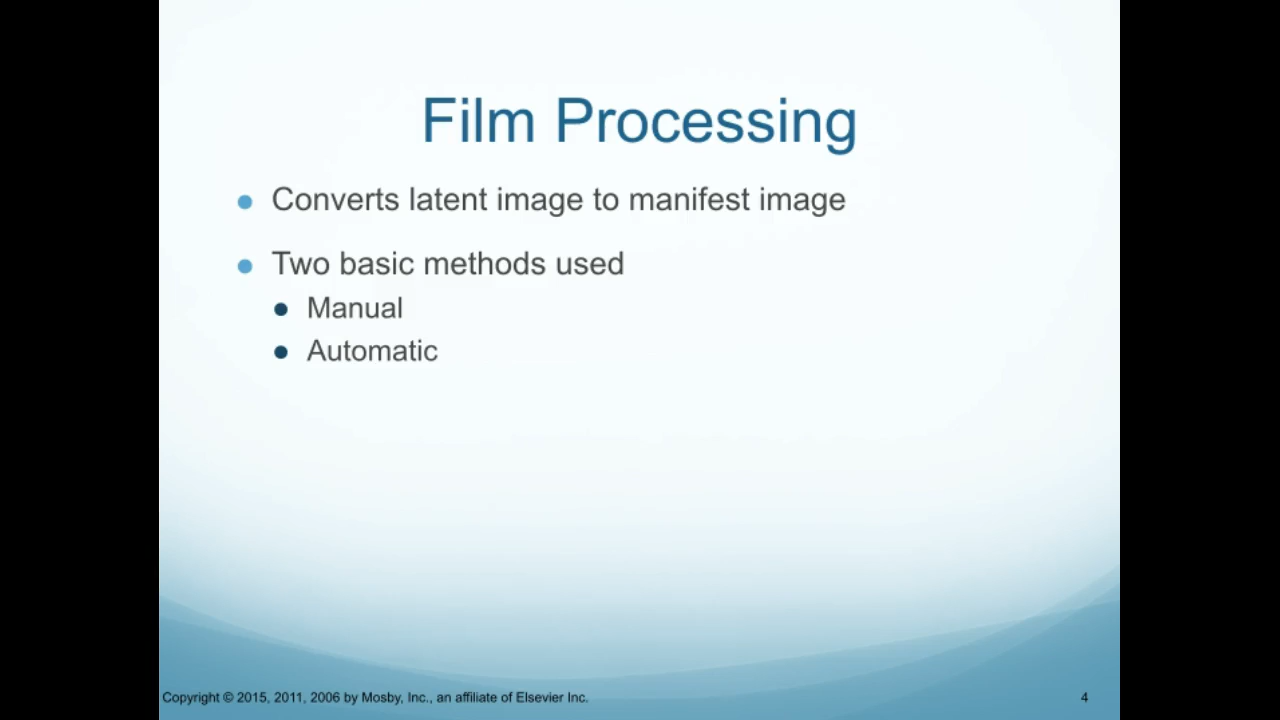 Film Processing
• Converts latent image to manifest image
• Two basic methods used
• Manual
• Automatic
Copyright © 2015, 2011, 2006 by Mosby, Inc., an affiliate of Elsevier Inc. 4